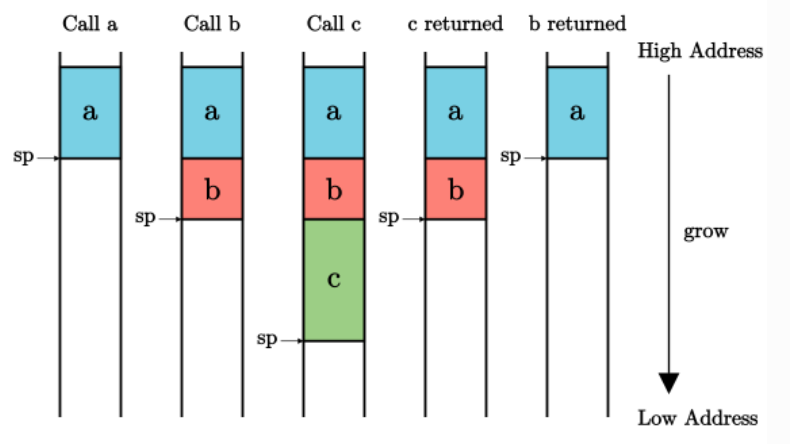 Call a
Call b
Call c
c returned
b returned
High Address
a
a
a
a
a
sp
sp
b
b
b
sp
sp
grow
c
sp
Low Address